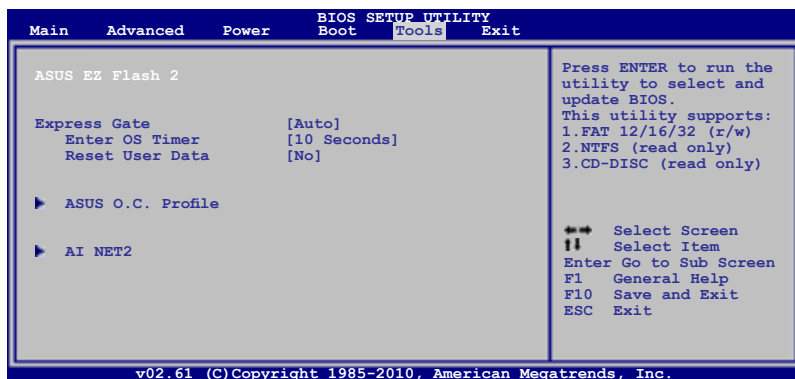 BIOS SETUP UTILITY
Main Advanced Power Boot Tools Exit
ASUS EZ Flash 2
Express Gate [Auto]
Enter OS Timer [10 Seconds]
Reset User Data [No]
ASUS O.C. Profile
AI NET2
Press ENTER to run the
utility to select and
update BIOS.
This utility supports:
1.FAT 12/16/32 (r/w)
2.NTFS (read only)
3.CD-DISC (read only)
Select Screen
Select Item
Enter Go to Sub Screen
F1 General Help
F10 Save and Exit
ESC Exit
v02.61 (C)Copyright 1985-2010, American Megatrends, Inc.